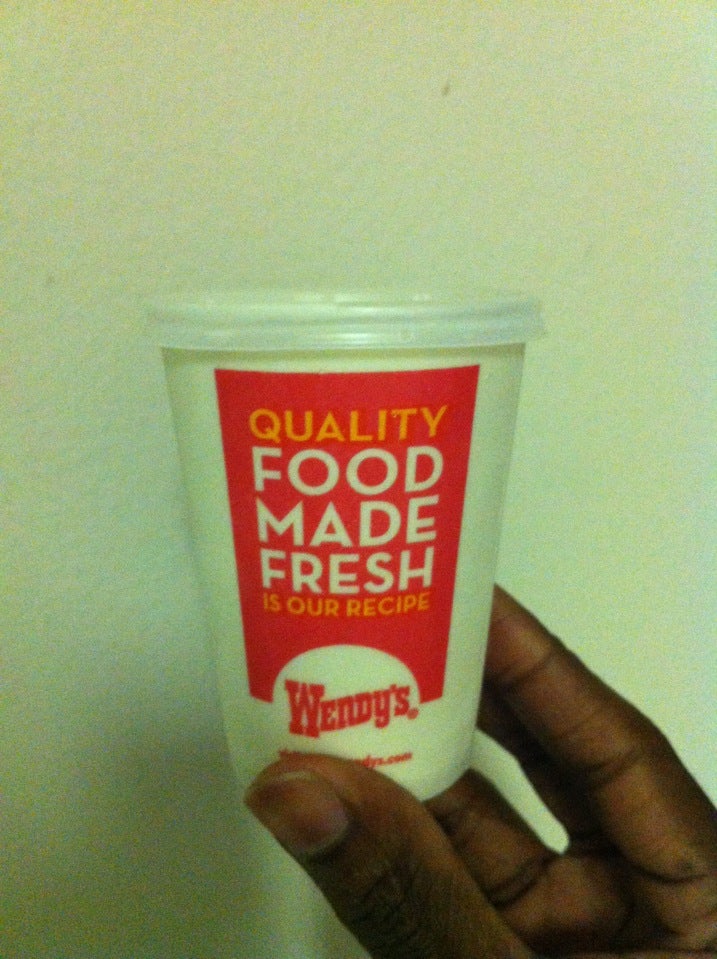 QUALITY
FOOD
MADE
FRESH
IS OUR RECIPE
WENDY'S®